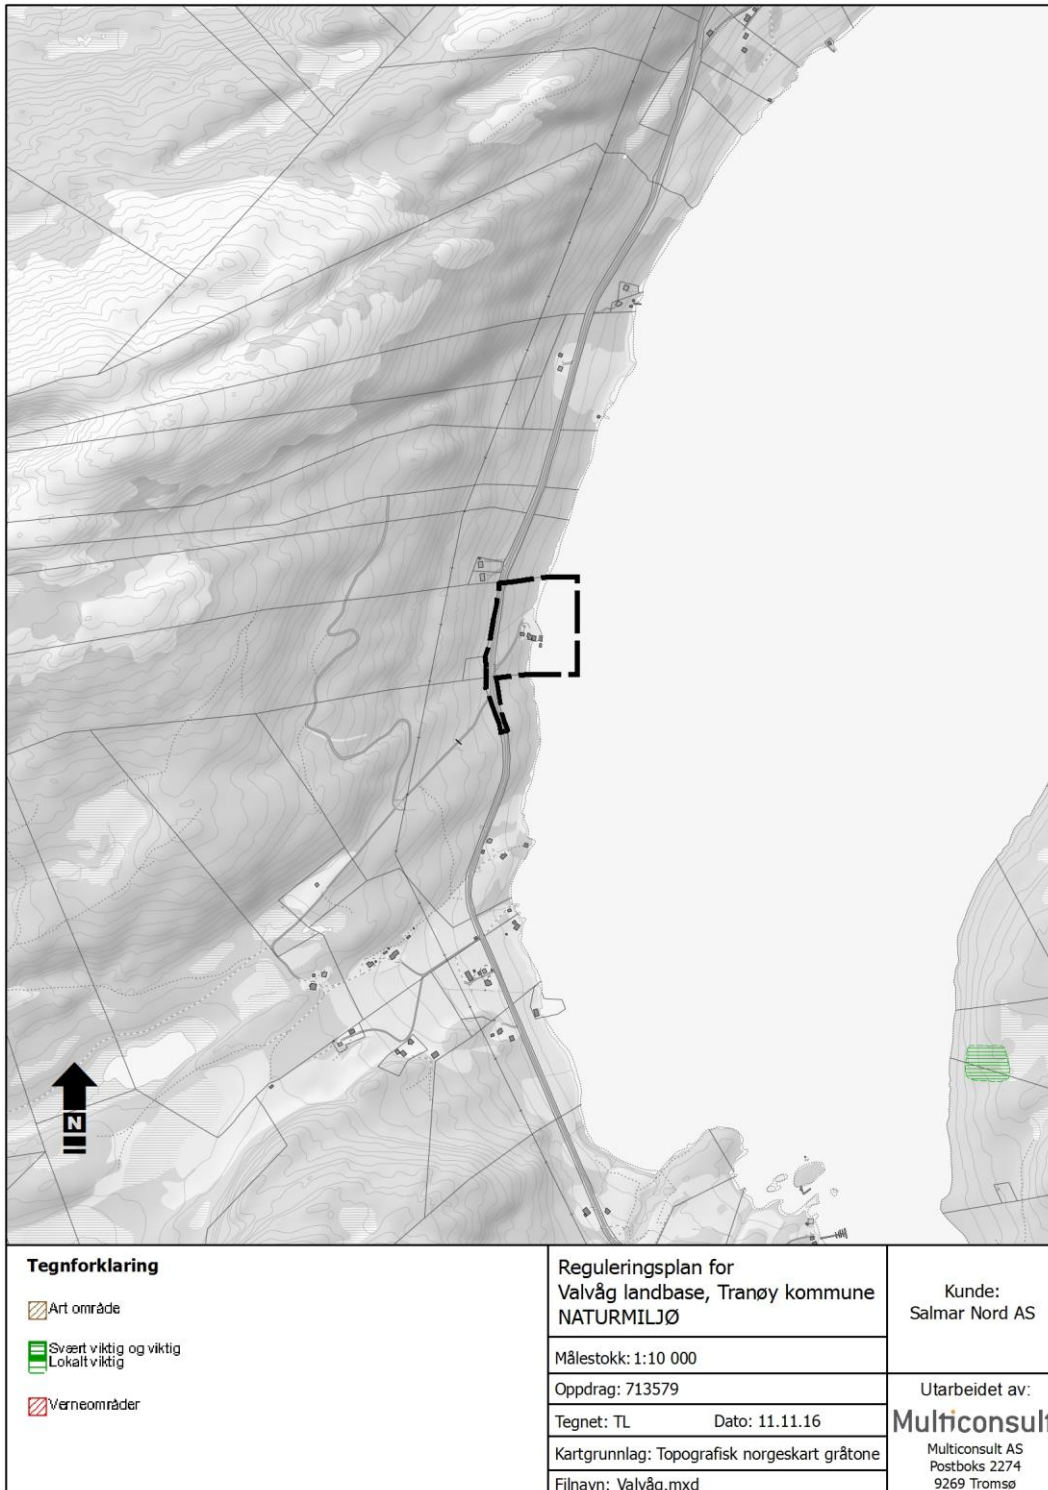 N
Tegnforklaring
Art område
Svært viktig og viktig
Lokalt viktig
Verneområder
Reguleringsplan for
Valvåg landbase, Tranøy kommune
NATURMILJØ
Målestokk: 1:10 000
Oppdrag: 713579
Tegnet: TL Dato: 11.11.16
Kartgrunnlag: Topografisk norgeskart gråtone
Filnavn: Valvåg.mxd
Kunde:
Salmar Nord AS
Utarbeidet av:
Multiconsult
Multiconsult AS
Postboks 2274
9269 Tromsø